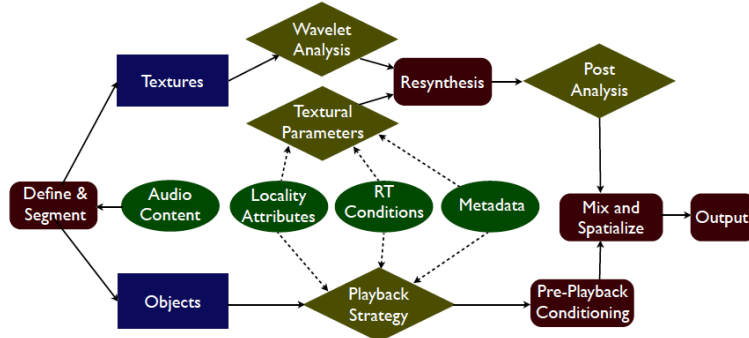 Wavelet
Analysis
Textures
Resynthesis
Post
Analysis
Textural
Parameters
Define &
Segment
Audio
Content
Locality
Attributes
RT
Conditions
Metadata
Mix and
Spatialize
Output
Objects
Playback
Strategy
Pre-Playback
Conditioning